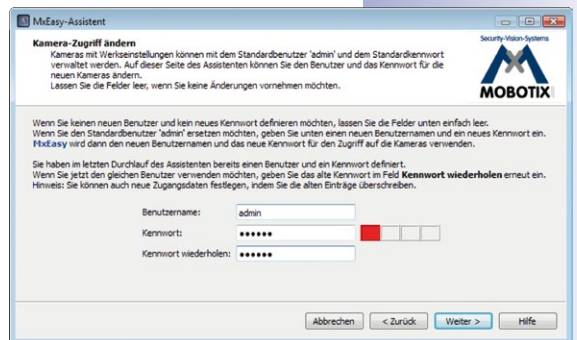 MxEasy-Assistent
Kamera-Zugriff ändern
Kameras mit Werkseinstellungen können mit dem Standardbenutzer 'admin' und dem Standardkennwort
verwaltet werden. Auf dieser Seite des Assistenten können Sie den Benutzer und das Kennwort für die
neuen Kameras ändern.
Lassen Sie die Felder leer, wenn Sie keine Änderungen vornehmen möchten.
Security-Vision-Systems
MOBOTIX
Wenn Sie keinen neuen Benutzer und kein neues Kennwort definieren möchten, lassen Sie die Felder unten einfach leer.
Wenn Sie den Standardbenutzer 'admin' ersetzen möchten, geben Sie unten einen neuen Benutzernamen und ein neues Kennwort ein.
MxEasy wird dann den neuen Benutzernamen und das neue Kennwort für den Zugriff auf die Kameras verwenden.
Sie haben im letzten Durchlauf des Assistenten bereits einen Benutzer und ein Kennwort definiert.
Wenn Sie jetzt den gleichen Benutzer verwenden möchten, geben Sie das alte Kennwort im Feld Kennwort wiederholen erneut ein.
Hinweis: Sie können auch neue Zugangsdaten festlegen, indem Sie die alten Einträge überschreiben.
Benutzername: admin
Kennwort: ••••••
Kennwort wiederholen: ••••••
Abbrechen < Zurück Weiter > Hilfe